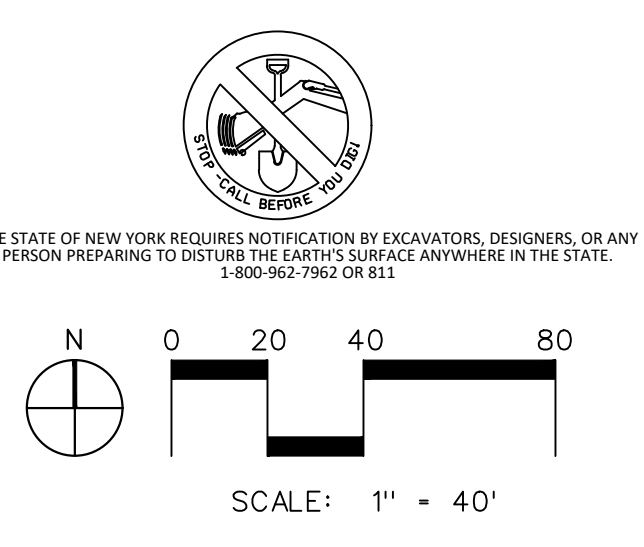 STOP - CALL BEFORE YOU DIG!
E STATE OF NEW YORK REQUIRES NOTIFICATION BY EXCAVATORS, DESIGNERS, OR ANY
PERSON PREPARING TO DISTURB THE EARTH'S SURFACE ANYWHERE IN THE STATE.
1-800-962-7962 OR 811
N 0 20 40 80
SCALE: 1" = 40'